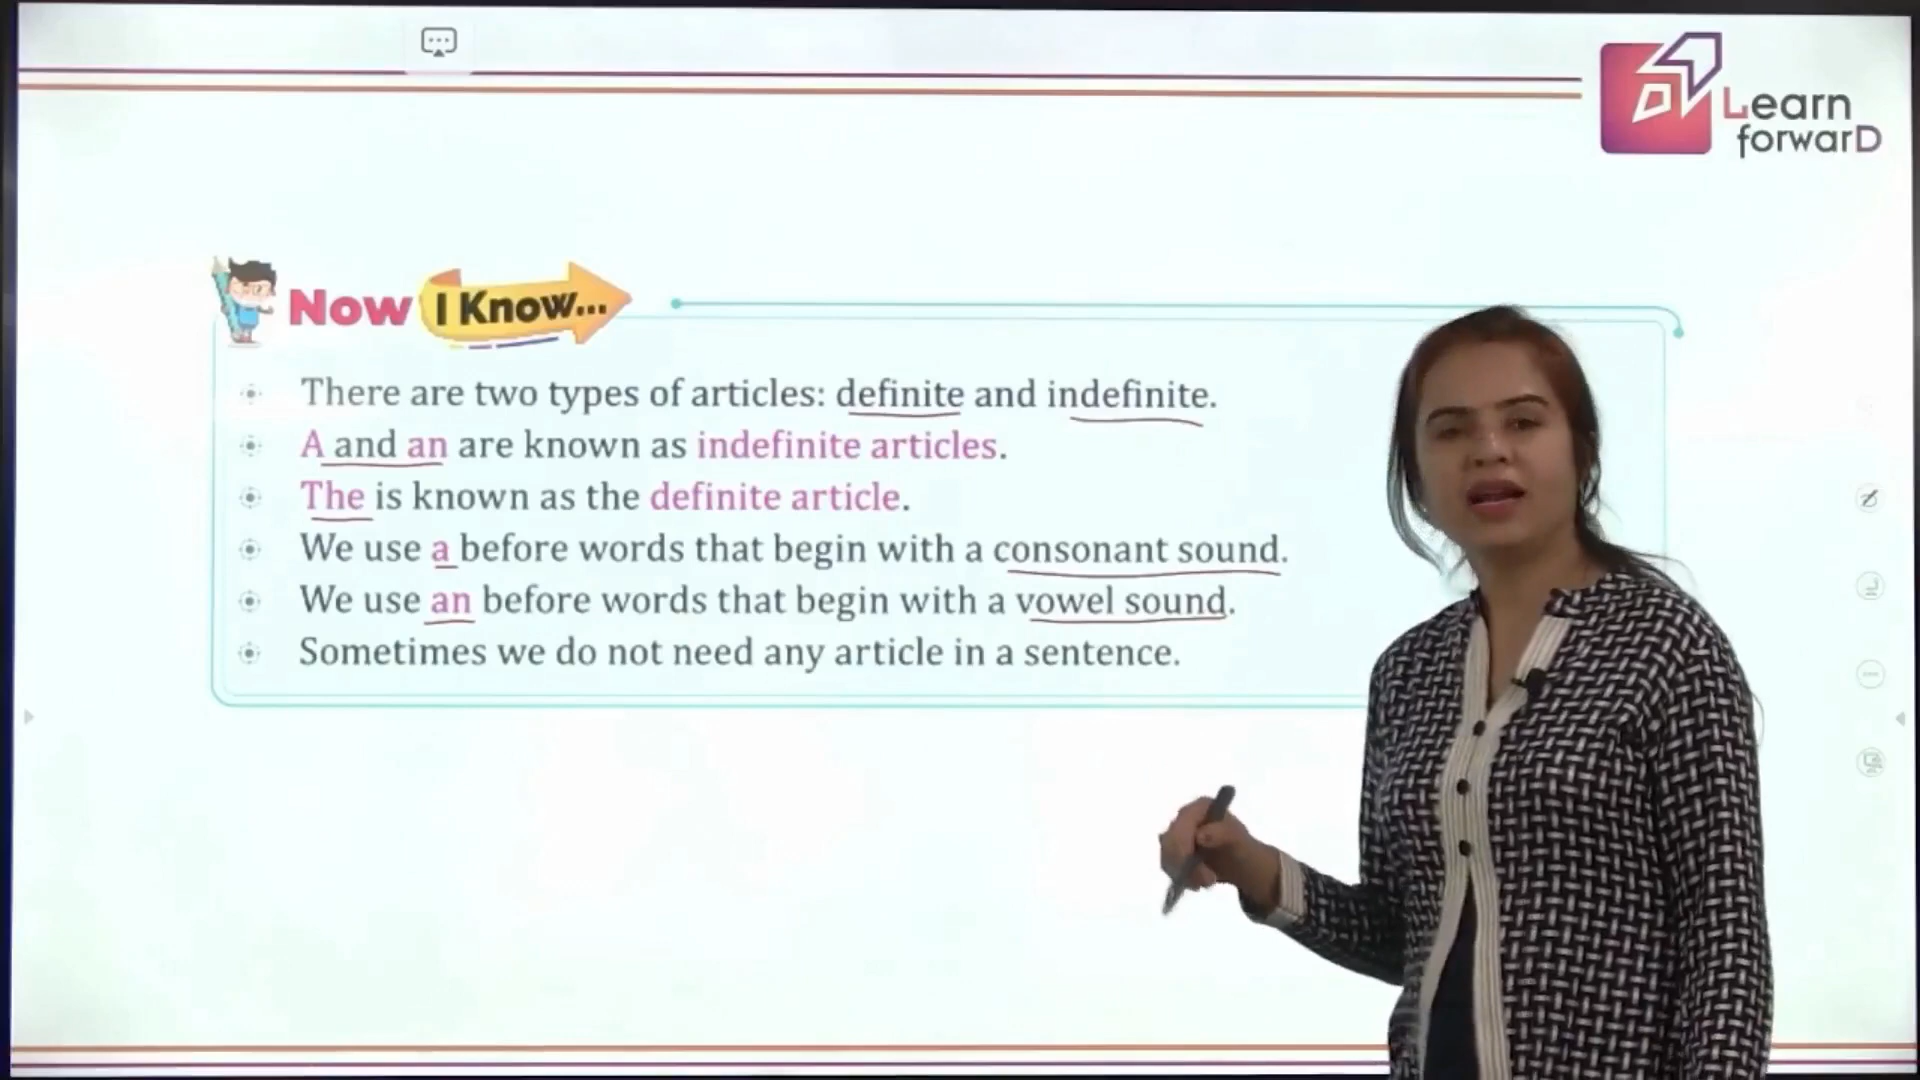 Learn
forwarD
Now I Know...
There are two types of articles: definite and indefinite.
A and an are known as indefinite articles.
The is known as the definite article.
We use a before words that begin with a consonant sound.
We use an before words that begin with a vowel sound.
Sometimes we do not need any article in a sentence.